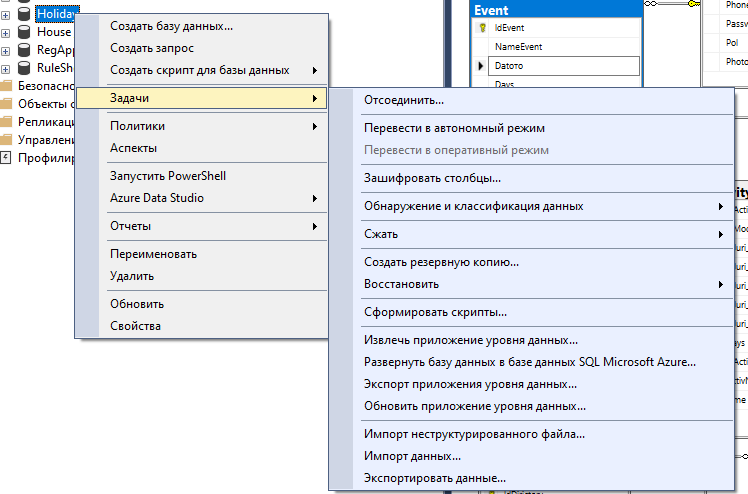 Holiday
House
RegApp
RuleShe
Безопасно
Объекты с
Репликаци
Управлени
Профилир
Создать базу данных...
Создать запрос
Создать скрипт для базы данных
Задачи
Политики
Аспекты
Запустить PowerShell
Azure Data Studio
Отчеты
Переименовать
Удалить
Обновить
Свойства
Отсоединить...
Перевести в автономный режим
Перевести в оперативный режим
Зашифровать столбцы...
Обнаружение и классификация данных
Сжать
Создать резервную копию...
Восстановить
Сформировать скрипты...
Извлечь приложение уровня данных...
Развернуть базу данных в базе данных SQL Microsoft Azure...
Экспорт приложения уровня данных...
Обновить приложение уровня данных...
Импорт неструктурированного файла...
Импорт данных...
Экспортировать данные...
Event
IdEvent
NameEvent
Datoто
Days
Phone
Passw
Pol
Photo